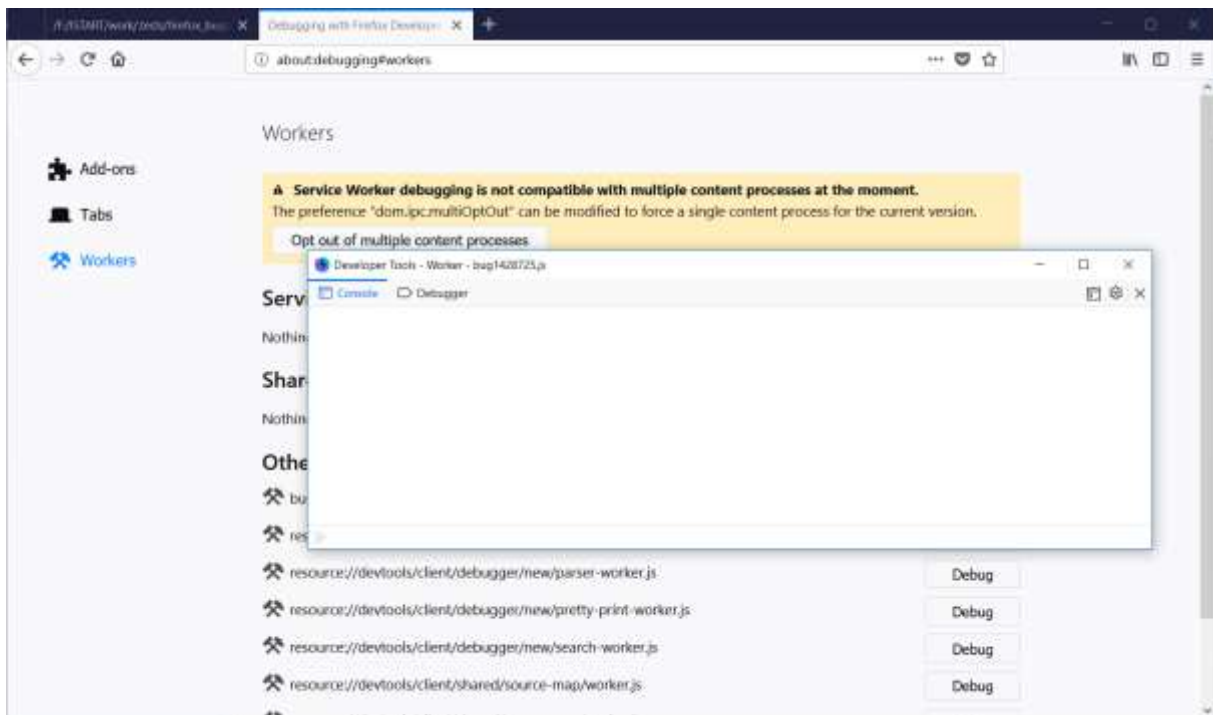 Debugging with Firefox Develop
about:debugging#workers
Workers
Add-ons
Tabs
Workers
Service Worker debugging is not compatible with multiple content processes at the moment.
The preference "dom.ipc.multiOptOut" can be modified to force a single content process for the current version.
Opt out of multiple content processes
Developer Tools - Worker - bug1428725.js
Console Debugger
Serv
Nothin
Shar
Nothin
Othe
bu
res
resource://devtools/client/debugger/new/parser-worker.js Debug
resource://devtools/client/debugger/new/pretty-print-worker.js Debug
resource://devtools/client/debugger/new/search-worker.js Debug
resource://devtools/client/shared/source-map/worker.js Debug